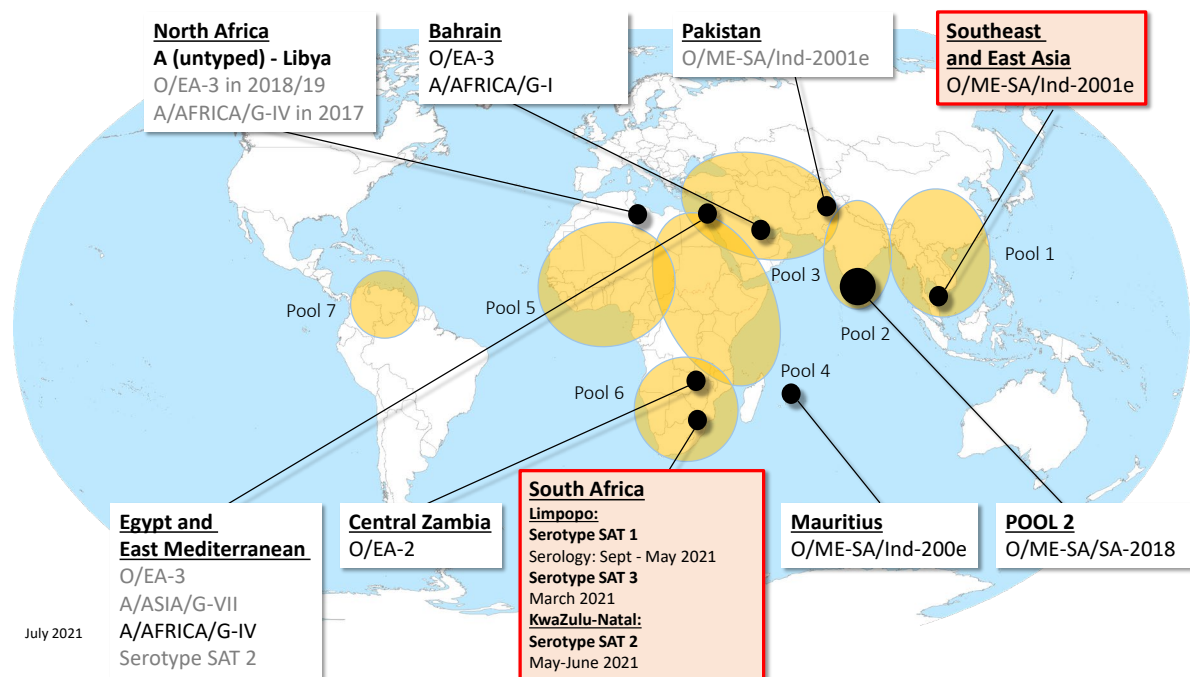 North Africa
A (untyped) - Libya
O/EA-3 in 2018/19
A/AFRICA/G-IV in 2017
Bahrain
O/EA-3
A/AFRICA/G-I
Pakistan
O/ME-SA/Ind-2001e
Southeast
and East Asia
O/ME-SA/Ind-2001e
Pool 1
Pool 3
Pool 5
Pool 7
Pool 2
Pool 4
Pool 6
Egypt and
East Mediterranean
O/EA-3
A/ASIA/G-VII
A/AFRICA/G-IV
Serotype SAT 2
Central Zambia
O/EA-2
South Africa
Limpopo:
Serotype SAT 1
Serology: Sept - May 2021
Serotype SAT 3
March 2021
KwaZulu-Natal:
Serotype SAT 2
May-June 2021
Mauritius
O/ME-SA/Ind-200e
POOL 2
O/ME-SA/SA-2018
July 2021